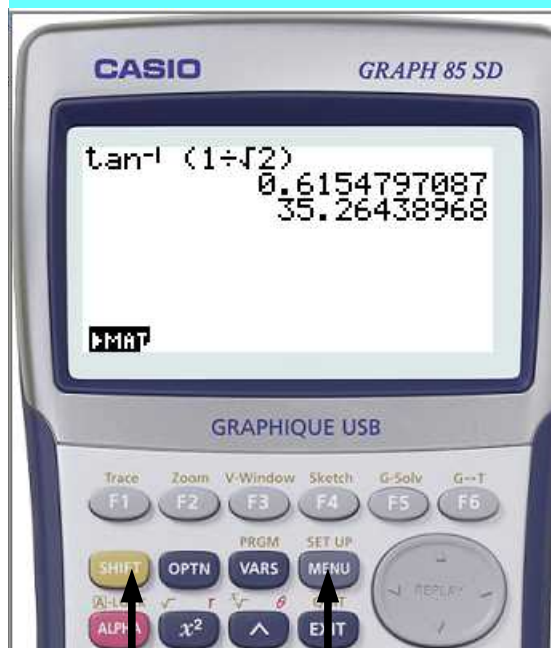 CASIO GRAPH 85 SD
tan⁻¹ (1÷√2)
0.6154797087
35.26438968
▶MAT
GRAPHIQUE USB
Trace Zoom V-Window Sketch G-Solv G↔T
F1 F2 F3 F4 F5 F6
PRGM SET UP
SHIFT OPTN VARS MENU
REPLAY
√ r ˣ√ θ
ALPHA x² ^ EXIT